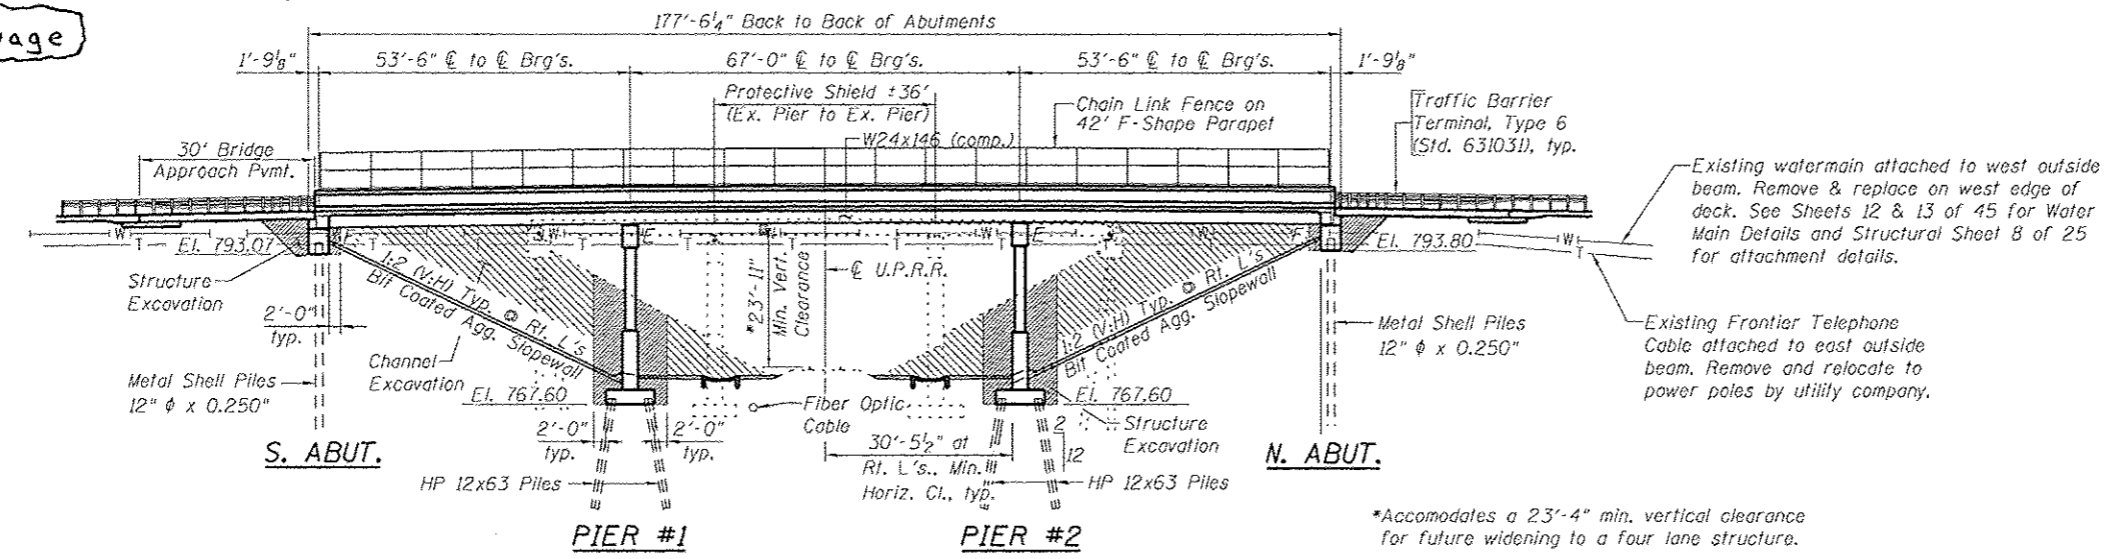 177'-6¼" Back to Back of Abutments
1'-9⅛"
53'-6" ℄ to ℄ Brg's.
67'-0" ℄ to ℄ Brg's.
53'-6" ℄ to ℄ Brg's.
1'-9⅛"
Protective Shield ±36'
(Ex. Pier to Ex. Pier)
Chain Link Fence on
42' F-Shape Parapet
W24x146 (comp.)
Traffic Barrier
Terminal, Type 6
(Std. 631031), typ.
30' Bridge
Approach Pvmt.
Existing watermain attached to west outside
beam. Remove & replace on west edge of
deck. See Sheets 12 & 13 of 45 for Water
Main Details and Structural Sheet 8 of 25
for attachment details.
El. 793.07
El. 793.80
E
E
E
F
W
T
Structure
Excavation
2'-0"
typ.
1:2 (V:H) Typ. @ Rt. L's
Bit Coated Agg. Slopewall
*23'-11"
Min. Vert.
Clearance
℄ U.P.R.R.
1:2 (V:H) Typ. @ Rt. L's
Bit Coated Agg. Slopewall
Channel
Excavation
Metal Shell Piles
12" ϕ x 0.250"
Metal Shell Piles
12" ϕ x 0.250"
Existing Frontier Telephone
Cable attached to east outside
beam. Remove and relocate to
power poles by utility company.
El. 767.60
Fiber Optic
Cable
El. 767.60
Structure
Excavation
2'-0"
typ.
2'-0"
typ.
30'-5½" at
Rt. L's., Min.
Horiz. Cl., typ.
2
12
S. ABUT.
N. ABUT.
HP 12x63 Piles
HP 12x63 Piles
PIER #1
PIER #2
*Accomodates a 23'-4" min. vertical clearance
for future widening to a four lane structure.